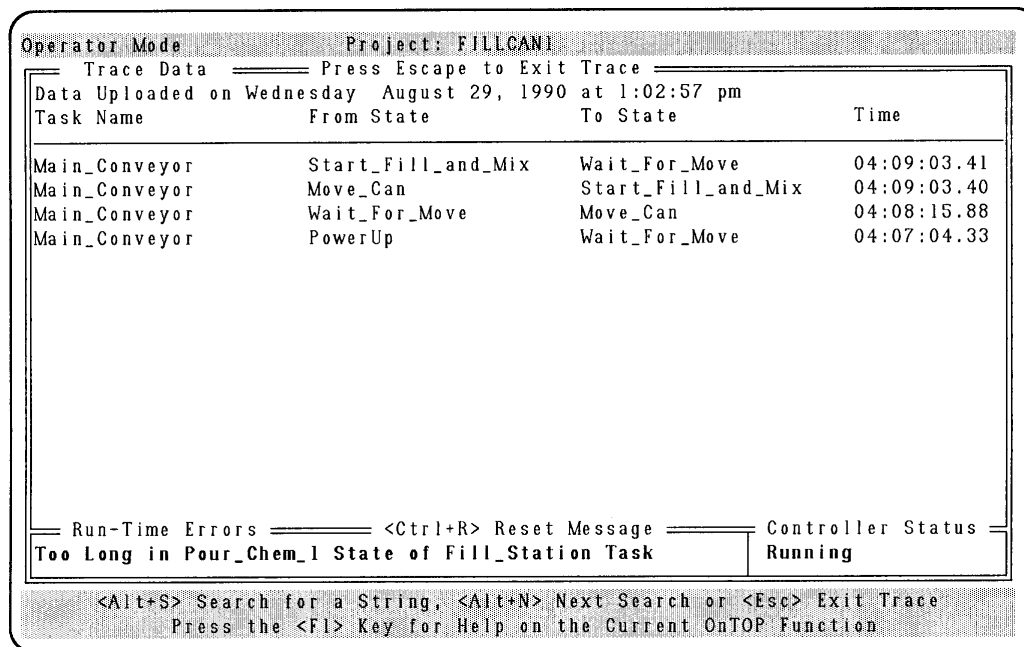 Operator Mode Project: FILLCAN1
Trace Data Press Escape to Exit Trace
Data Uploaded on Wednesday August 29, 1990 at 1:02:57 pm
Task Name From State To State Time
Main_Conveyor Start_Fill_and_Mix Wait_For_Move 04:09:03.41
Main_Conveyor Move_Can Start_Fill_and_Mix 04:09:03.40
Main_Conveyor Wait_For_Move Move_Can 04:08:15.88
Main_Conveyor PowerUp Wait_For_Move 04:07:04.33
Run-Time Errors <Ctrl+R> Reset Message Controller Status
Too Long in Pour_Chem_1 State of Fill_Station Task Running
<Alt+S> Search for a String, <Alt+N> Next Search or <Esc> Exit Trace
Press the <F1> Key for Help on the Current OnTOP Function